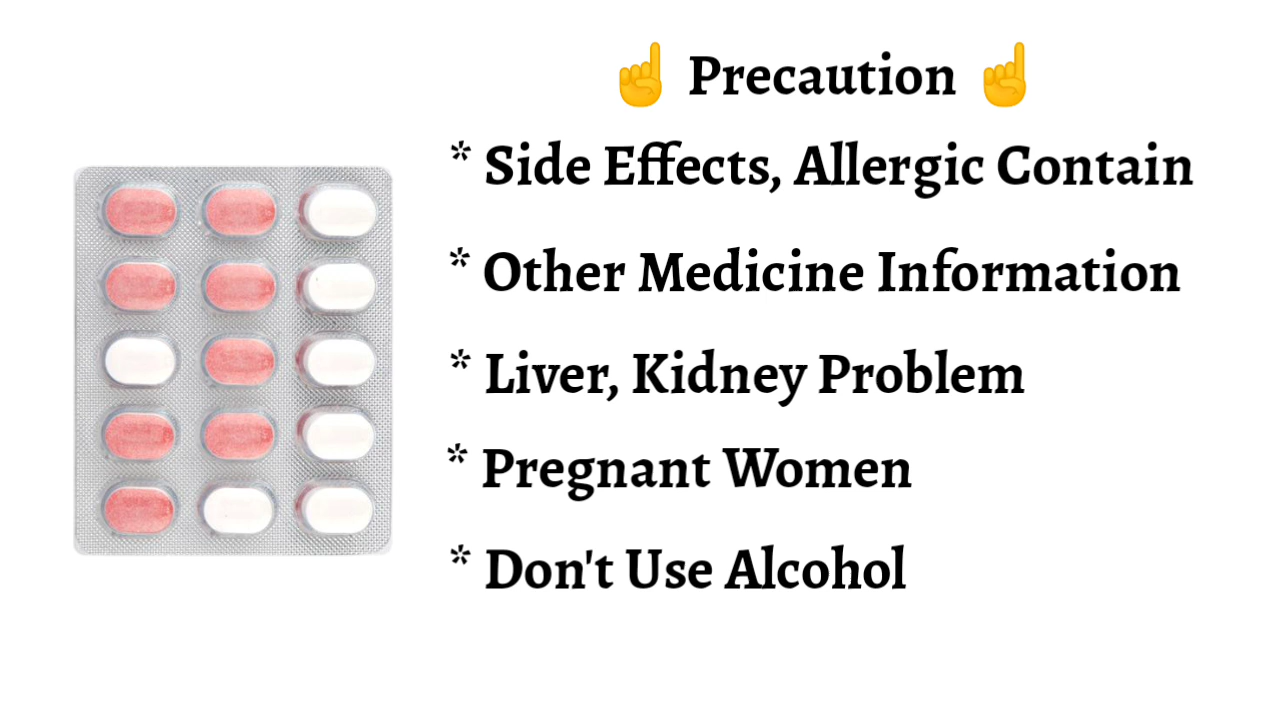 ☝ Precaution ☝
* Side Effects, Allergic Contain
* Other Medicine Information
* Liver, Kidney Problem
* Pregnant Women
* Don't Use Alcohol